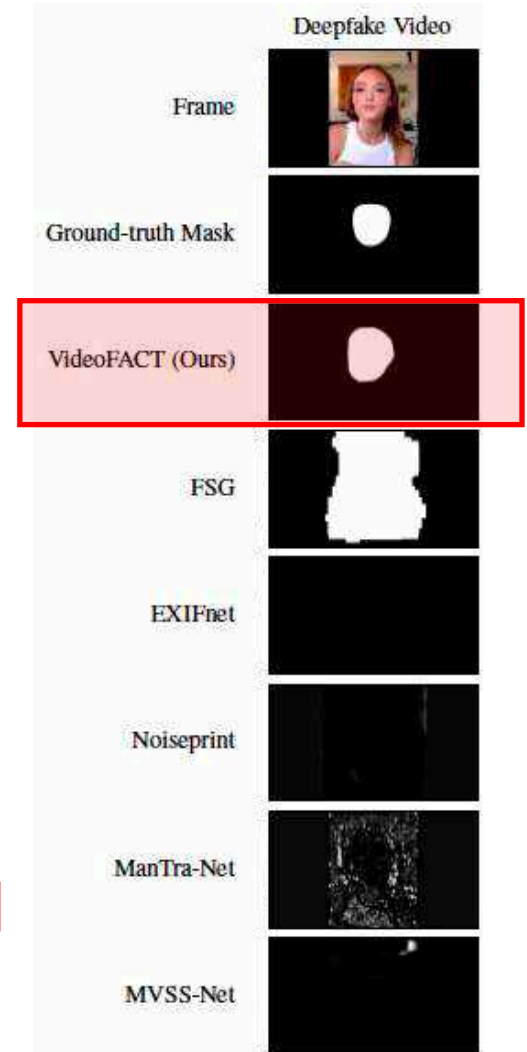 Deepfake Video
Frame
Ground-truth Mask
VideoFACT (Ours)
FSG
EXIFnet
Noiseprint
ManTra-Net
MVSS-Net